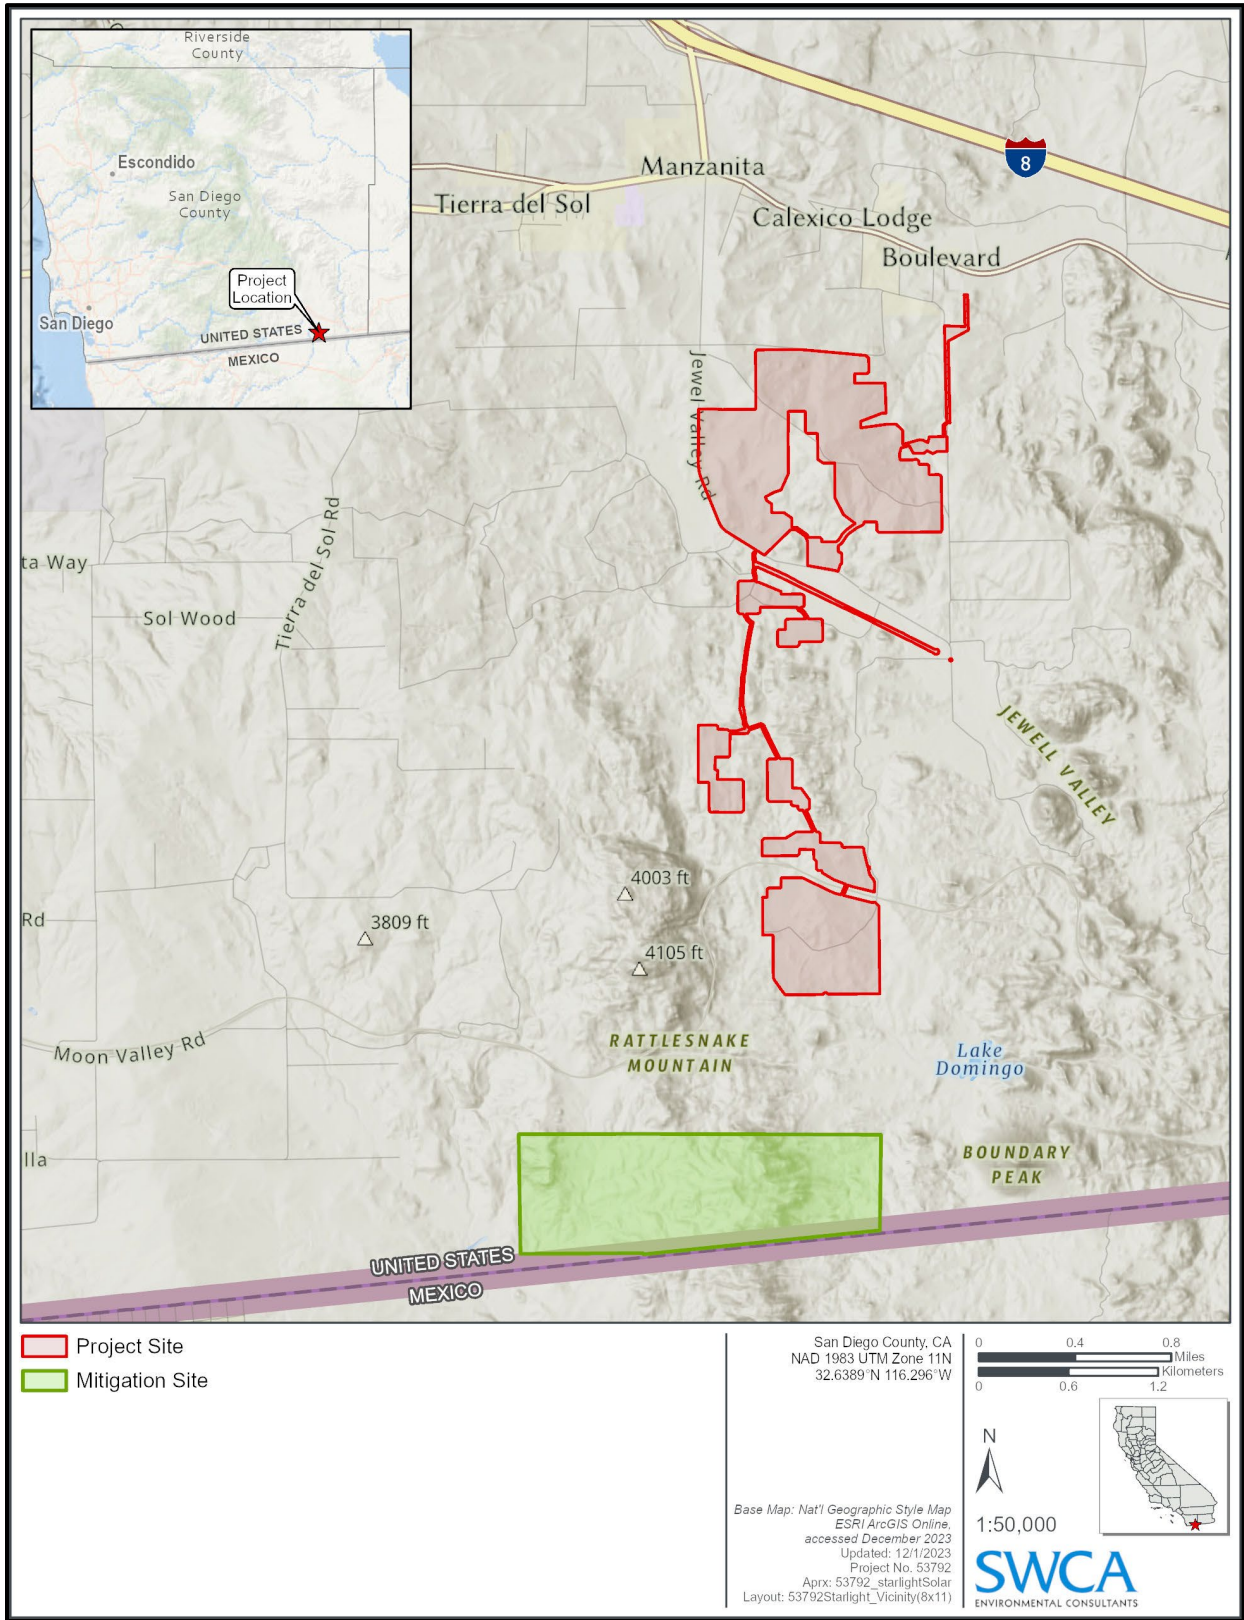 Riverside
County
Escondido
San Diego
County
Project
Location
San Diego
UNITED STATES
MEXICO
8
Manzanita
Tierra del Sol
Calexico Lodge
Boulevard
Jewel Valley Rd
ta Way
Sol Wood
Tierra del Sol Rd
JEWELL VALLEY
4003 ft
Rd
3809 ft
4105 ft
Moon Valley Rd
RATTLESNAKE
MOUNTAIN
Lake
Domingo
lla
BOUNDARY
PEAK
UNITED STATES
MEXICO
Project Site
Mitigation Site
San Diego County, CA
NAD 1983 UTM Zone 11N
32.6389°N 116.296°W
0 0.4 0.8
Miles
Kilometers
0 0.6 1.2
N
1:50,000
Base Map: Nat'l Geographic Style Map
ESRI ArcGIS Online,
accessed December 2023
Updated: 12/1/2023
Project No. 53792
Aprx: 53792_starlightSolar
Layout: 53792Starlight_Vicinity(8x11)
SWCA
ENVIRONMENTAL CONSULTANTS